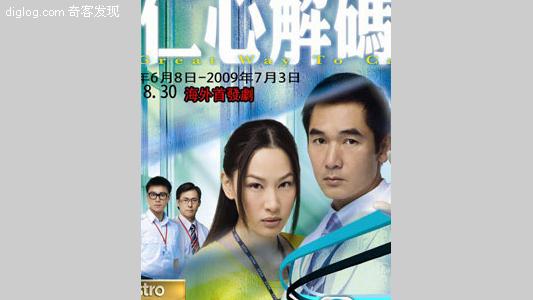 diglog.com 奇客发现
仁心解碼
Great Way To Ca
年6月8日-2009年7月3日
8.30 海外首發劇
stro